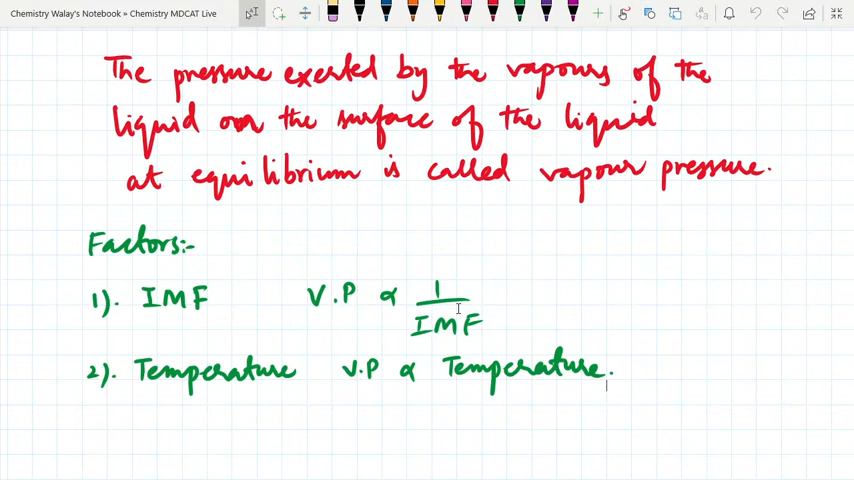 Chemistry Walay's Notebook » Chemistry MDCAT Live
The pressure exerted by the vapours of the
liquid on the surface of the liquid
at equilibrium is called vapour pressure.
Factors:-
1). IMF V.P ∝ 1/IMF
2). Temperature V.P ∝ Temperature.